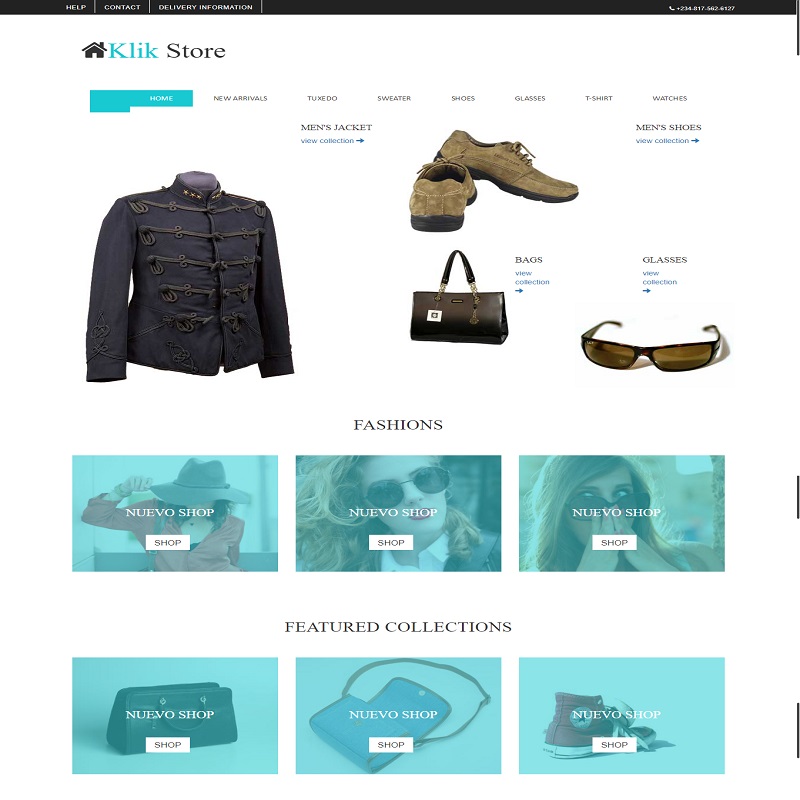 HELP CONTACT DELIVERY INFORMATION +234-817-562-6127
Klik Store
HOME NEW ARRIVALS TUXEDO SWEATER SHOES GLASSES T-SHIRT WATCHES
MEN'S JACKET
view collection
MEN'S SHOES
view collection
BAGS
view
collection
GLASSES
view
collection
FASHIONS
NUEVO SHOP
SHOP
NUEVO SHOP
SHOP
NUEVO SHOP
SHOP
FEATURED COLLECTIONS
NUEVO SHOP
SHOP
NUEVO SHOP
SHOP
NUEVO SHOP
SHOP